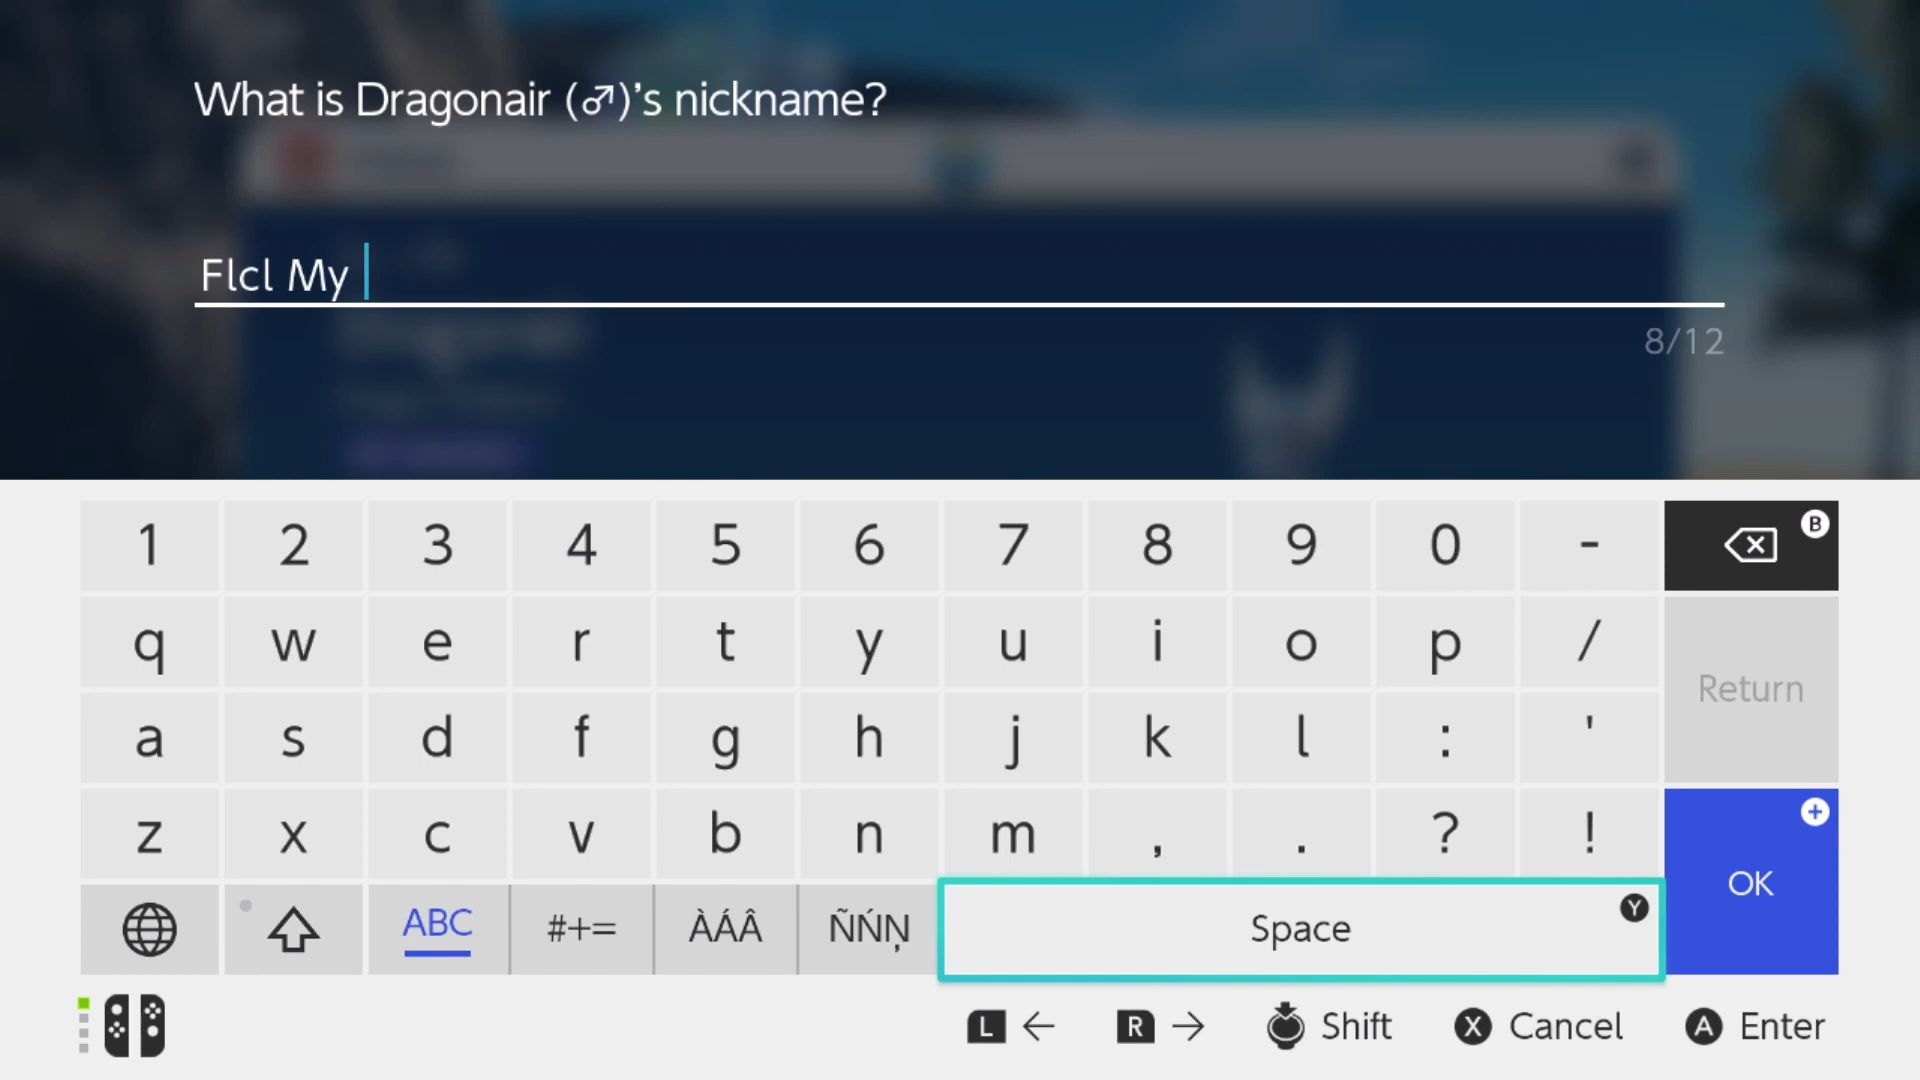 What is Dragonair (♂)'s nickname?
Flcl My
8/12
1 2 3 4 5 6 7 8 9 0 - B
q w e r t y u i o p /
Return
a s d f g h j k l : '
z x c v b n m , . ? ! +
OK
ABC #+= ÀÁÂ ÑŃŅ Space Y
L ← R → Shift X Cancel A Enter